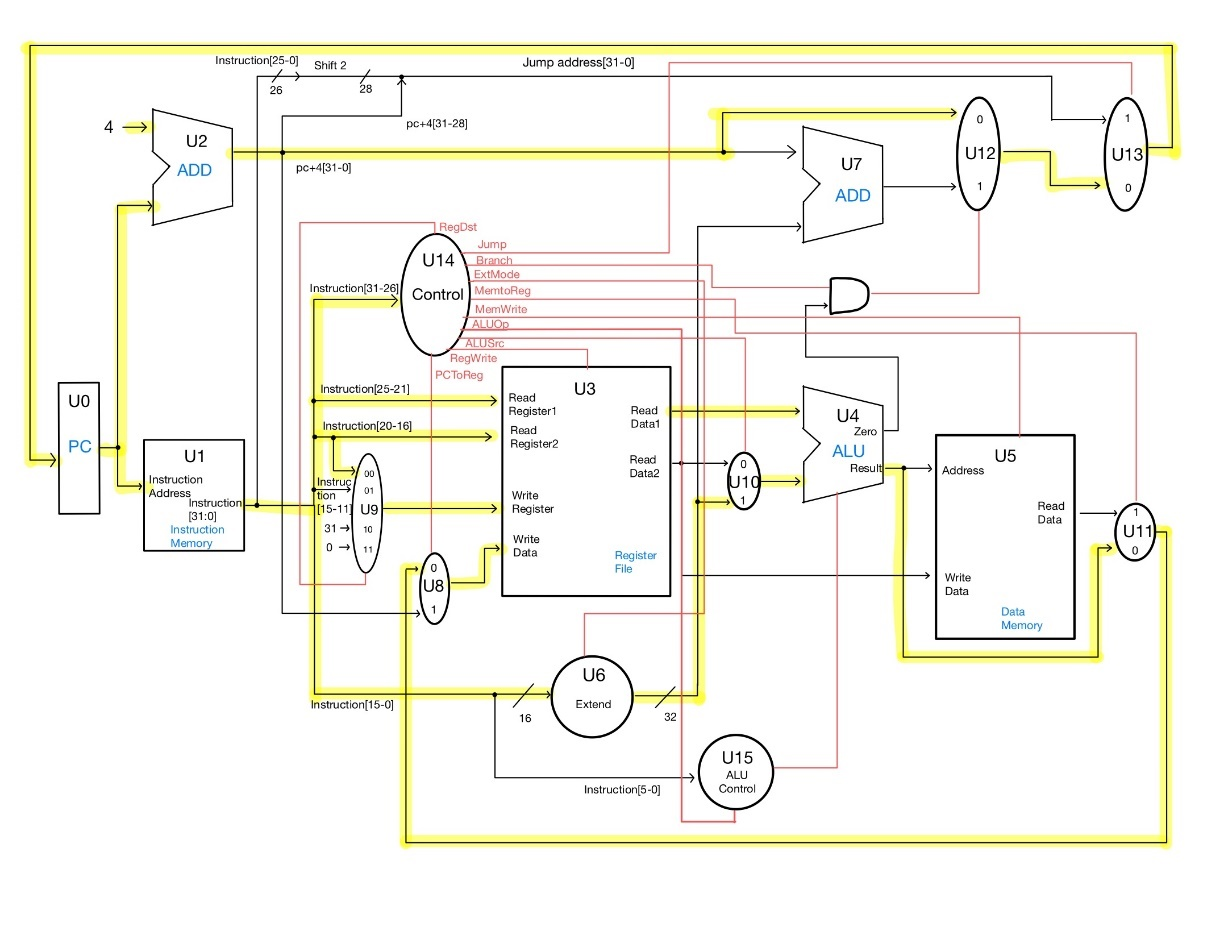 Instruction[25-0]
Shift 2
Jump address[31-0]
26
28
4
U2
ADD
pc+4[31-28]
pc+4[31-0]
U7
ADD
0
U12
1
1
U13
0
RegDst
Jump
Branch
ExtMode
MemtoReg
MemWrite
ALUOp
ALUSrc
RegWrite
PCToReg
U14
Control
Instruction[31-26]
Instruction[25-21]
Instruction[20-16]
Instruc
tion
[15-11]
U0
PC
U1
Instruction
Address
Instruction
[31:0]
Instruction
Memory
00
01
U9
10
11
31
0
0
U8
1
U3
Read
Register1
Read
Register2
Write
Register
Write
Data
Read
Data1
Read
Data2
Register
File
0
U10
1
U4
Zero
ALU
Result
U5
Address
Read
Data
Write
Data
Data
Memory
1
U11
0
U6
Extend
Instruction[15-0]
16
32
U15
ALU
Control
Instruction[5-0]